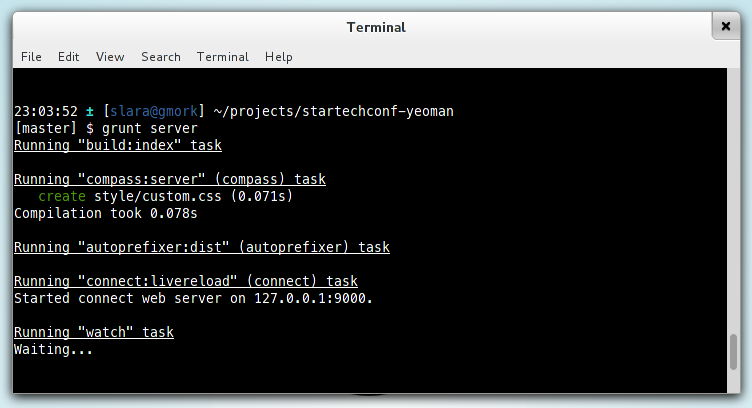 Terminal
File Edit View Search Terminal Help
23:03:52 ± [slara@gmork] ~/projects/startechconf-yeoman
[master] $ grunt server
Running "build:index" task
Running "compass:server" (compass) task
create style/custom.css (0.071s)
Compilation took 0.078s
Running "autoprefixer:dist" (autoprefixer) task
Running "connect:livereload" (connect) task
Started connect web server on 127.0.0.1:9000.
Running "watch" task
Waiting...